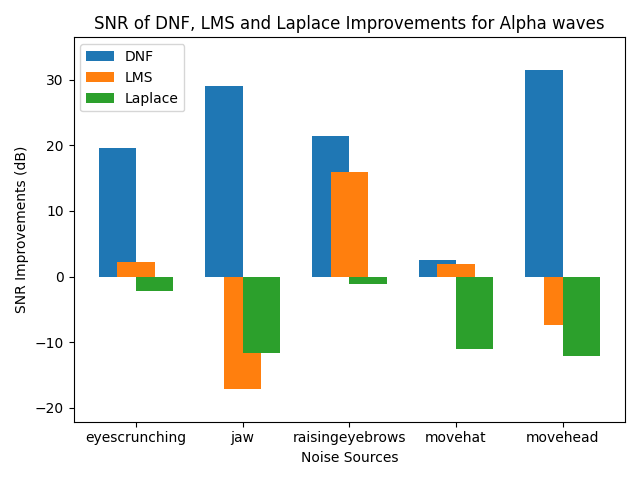 SNR of DNF, LMS and Laplace Improvements for Alpha waves
DNF
LMS
Laplace
SNR Improvements (dB)
30
20
10
0
−10
−20
eyescrunching jaw raisingeyebrows movehat movehead
Noise Sources